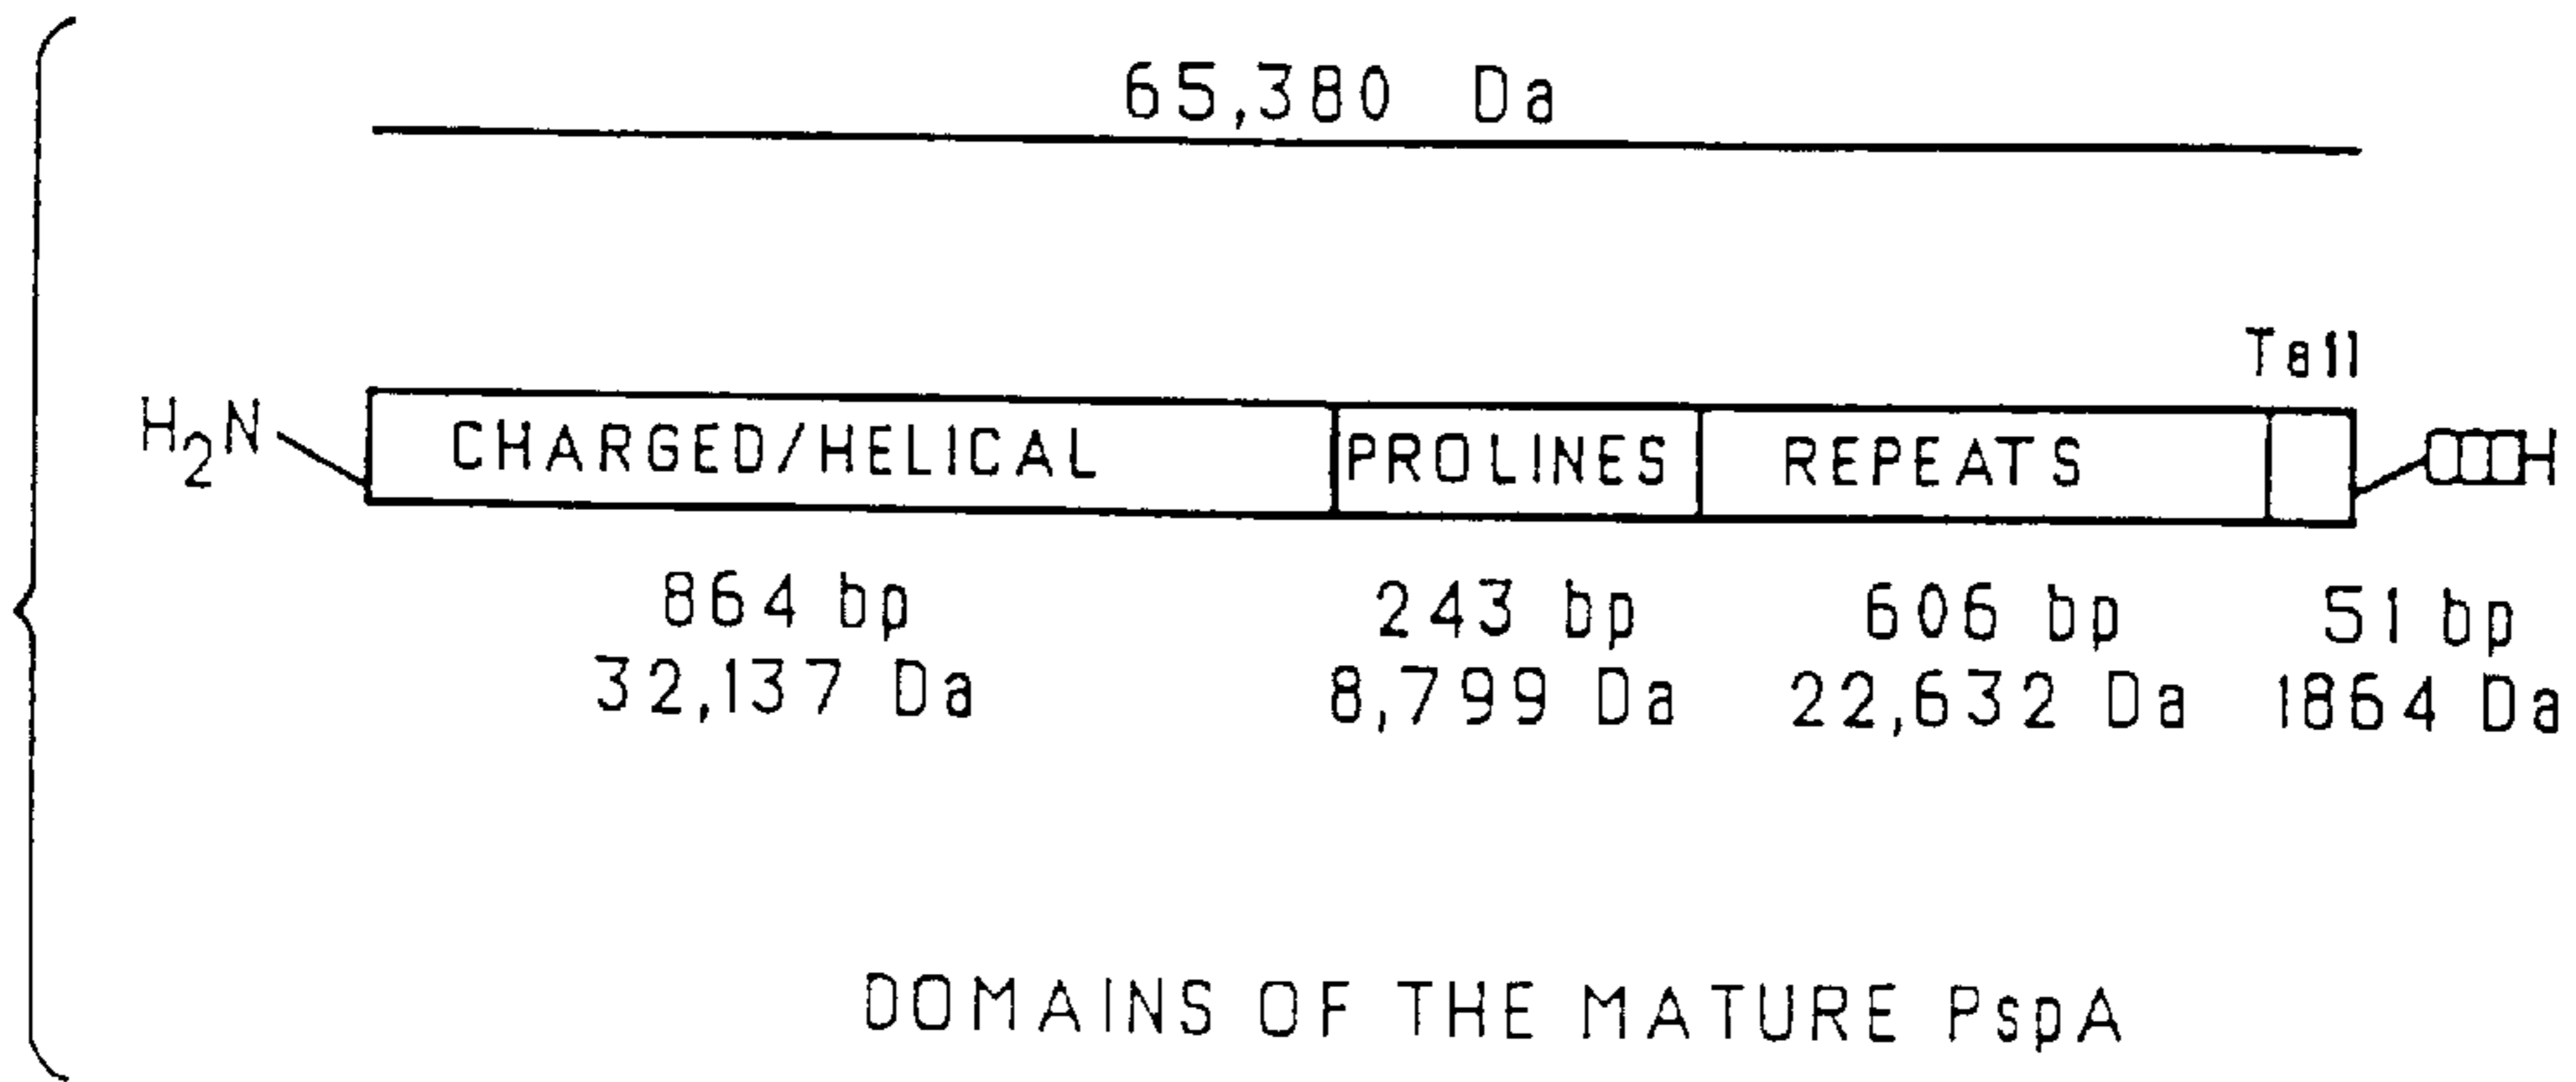 65,380 Da
Tail
H₂N CHARGED/HELICAL PROLINES REPEATS COOH
864 bp 243 bp 606 bp 51 bp
32,137 Da 8,799 Da 22,632 Da 1864 Da
DOMAINS OF THE MATURE PspA